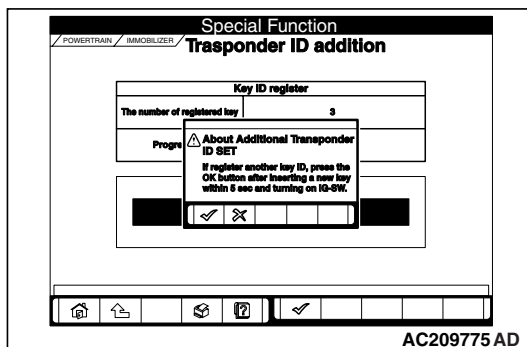 Special Function
POWERTRAIN / IMMOBILIZER
Trasponder ID addition
Key ID register
The number of registered key 3
Progre
About Additional Transponder
ID SET
If register another key ID, press the
OK button after inserting a new key
within 5 sec and turning on IG-SW.
AC209775AD